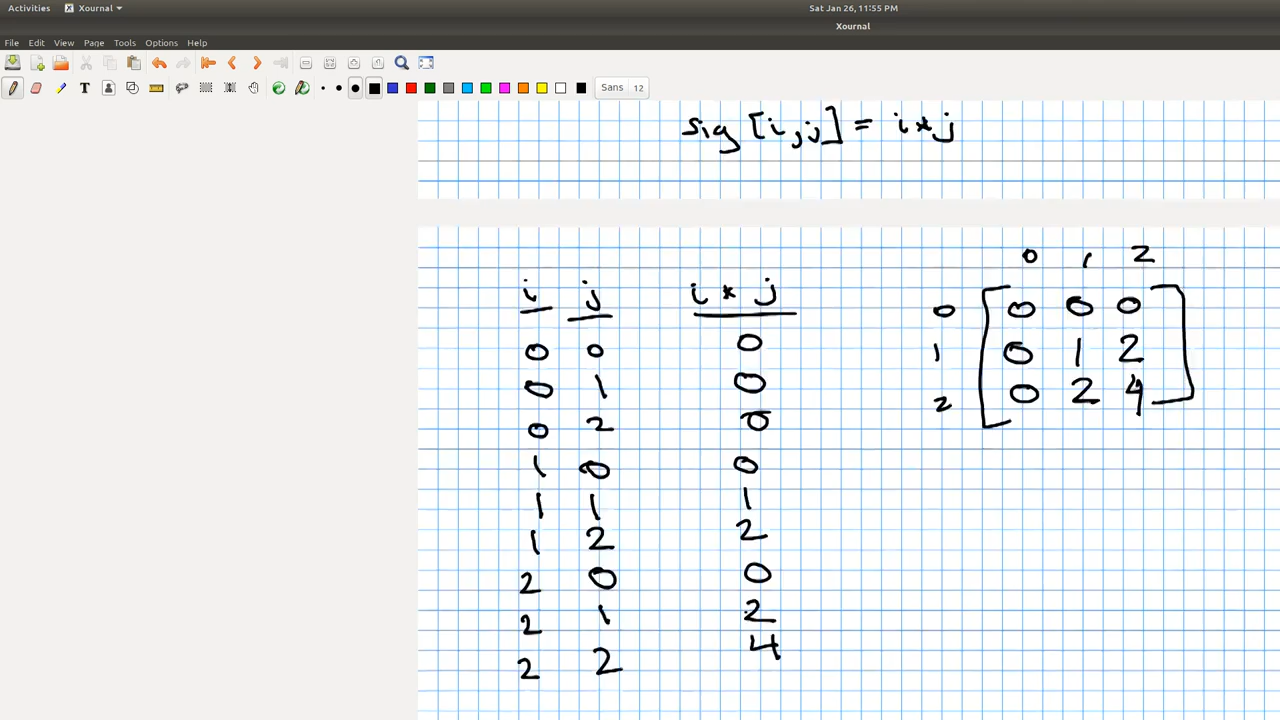 Activities Xournal Sat Jan 26, 11:55 PM
Xournal
File Edit View Page Tools Options Help
T Sans 12
sig [i,j] = i*j
i j i * j
0 0 0
0 1 0
0 2 0
1 0 0
1 1 1
1 2 2
2 0 0
2 1 2
2 2 4
0 1 2
0 0 0 0
1 0 1 2
2 0 2 4